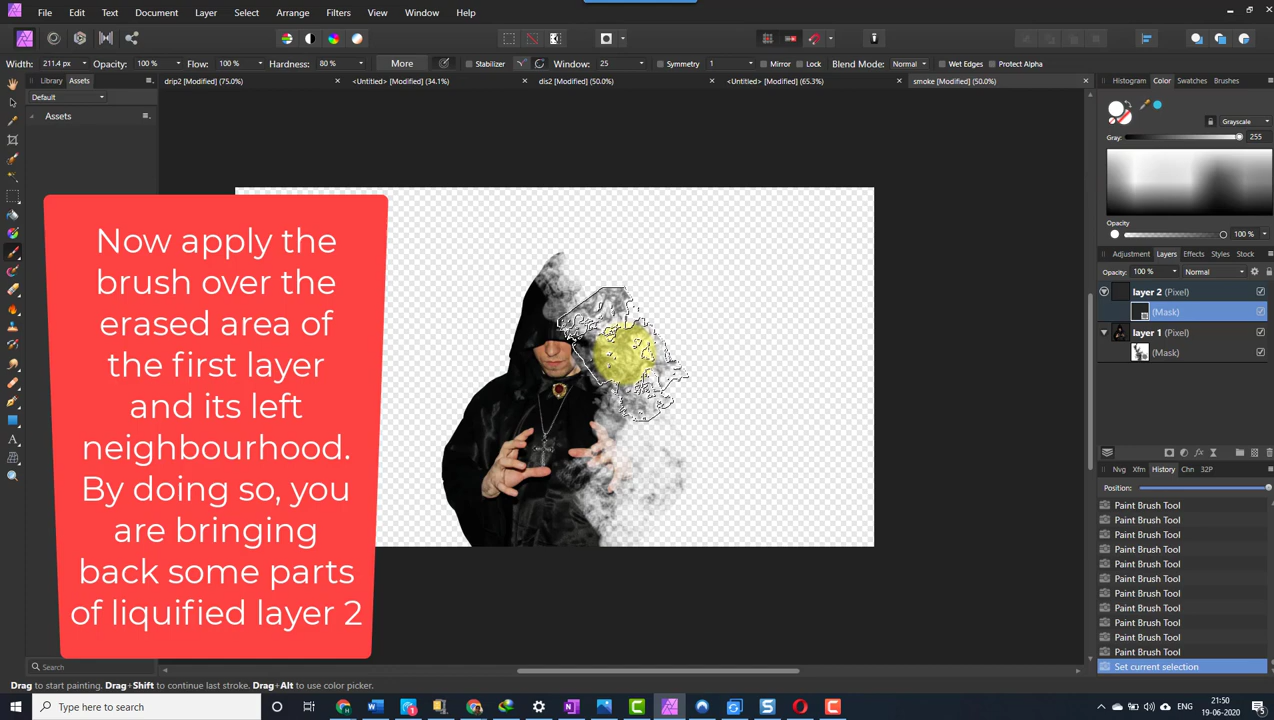 File Edit Text Document Layer Select Arrange Filters View Window Help
Width: 211.4 px Opacity: 100 % Flow: 100 % Hardness: 80 % More Stabilizer Window: 25 Symmetry 1 Mirror Lock Blend Mode: Normal Wet Edges Protect Alpha
Library Assets
drip2 [Modified] (75.0%) <Untitled> [Modified] (34.1%) dis2 [Modified] (50.0%) <Untitled> [Modified] (65.3%) smoke [Modified] (50.0%)
Histogram Color Swatches Brushes
Default
Assets
Grayscale
Gray: 255
Now apply the
brush over the
erased area of
the first layer
and its left
neighbourhood.
By doing so, you
are bringing
back some parts
of liquified layer 2
Opacity
100 %
Adjustment Layers Effects Styles Stock
Opacity: 100 % Normal
layer 2 (Pixel)
(Mask)
layer 1 (Pixel)
(Mask)
Nvg Xfm History Chn 32P
Position:
Paint Brush Tool
Paint Brush Tool
Paint Brush Tool
Paint Brush Tool
Paint Brush Tool
Paint Brush Tool
Paint Brush Tool
Paint Brush Tool
Paint Brush Tool
Paint Brush Tool
Paint Brush Tool
Set current selection
Search
Drag to start painting. Drag+Shift to continue last stroke. Drag+Alt to use color picker.
Type here to search
ENG
21:50
19-06-2020